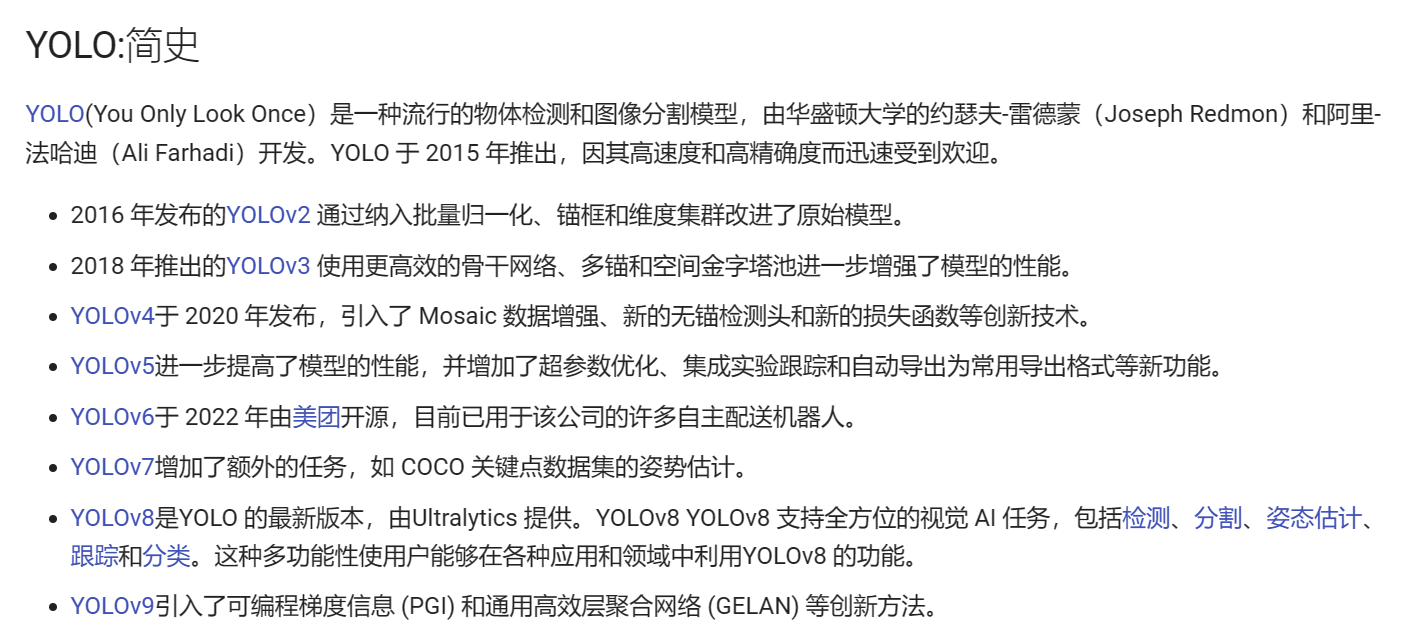 YOLO:简史
YOLO(You Only Look Once）是一种流行的物体检测和图像分割模型，由华盛顿大学的约瑟夫-雷德蒙（Joseph Redmon）和阿里-
法哈迪（Ali Farhadi）开发。YOLO 于 2015 年推出，因其高速度和高精确度而迅速受到欢迎。
• 2016 年发布的YOLOv2 通过纳入批量归一化、锚框和维度集群改进了原始模型。
• 2018 年推出的YOLOv3 使用更高效的骨干网络、多锚和空间金字塔池进一步增强了模型的性能。
• YOLOv4于 2020 年发布，引入了 Mosaic 数据增强、新的无锚检测头和新的损失函数等创新技术。
• YOLOv5进一步提高了模型的性能，并增加了超参数优化、集成实验跟踪和自动导出为常用导出格式等新功能。
• YOLOv6于 2022 年由美团开源，目前已用于该公司的许多自主配送机器人。
• YOLOv7增加了额外的任务，如 COCO 关键点数据集的姿势估计。
• YOLOv8是YOLO 的最新版本，由Ultralytics 提供。YOLOv8 YOLOv8 支持全方位的视觉 AI 任务，包括检测、分割、姿态估计、
跟踪和分类。这种多功能性使用户能够在各种应用和领域中利用YOLOv8 的功能。
• YOLOv9引入了可编程梯度信息 (PGI) 和通用高效层聚合网络 (GELAN) 等创新方法。